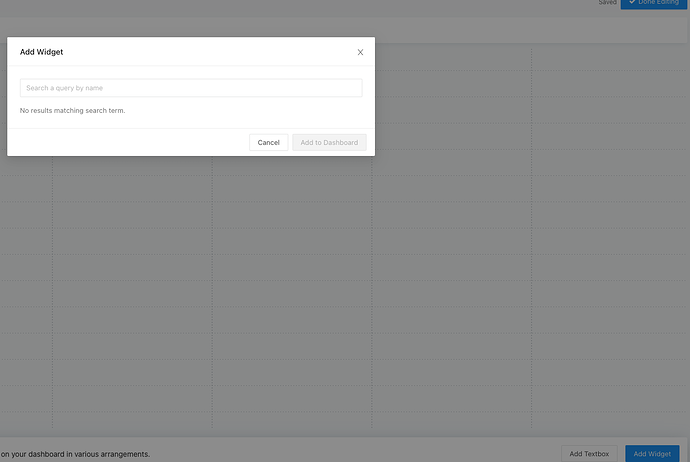 Saved
Done Editing
Add Widget
Search a query by name
No results matching search term.
Cancel
Add to Dashboard
on your dashboard in various arrangements.
Add Textbox
Add Widget